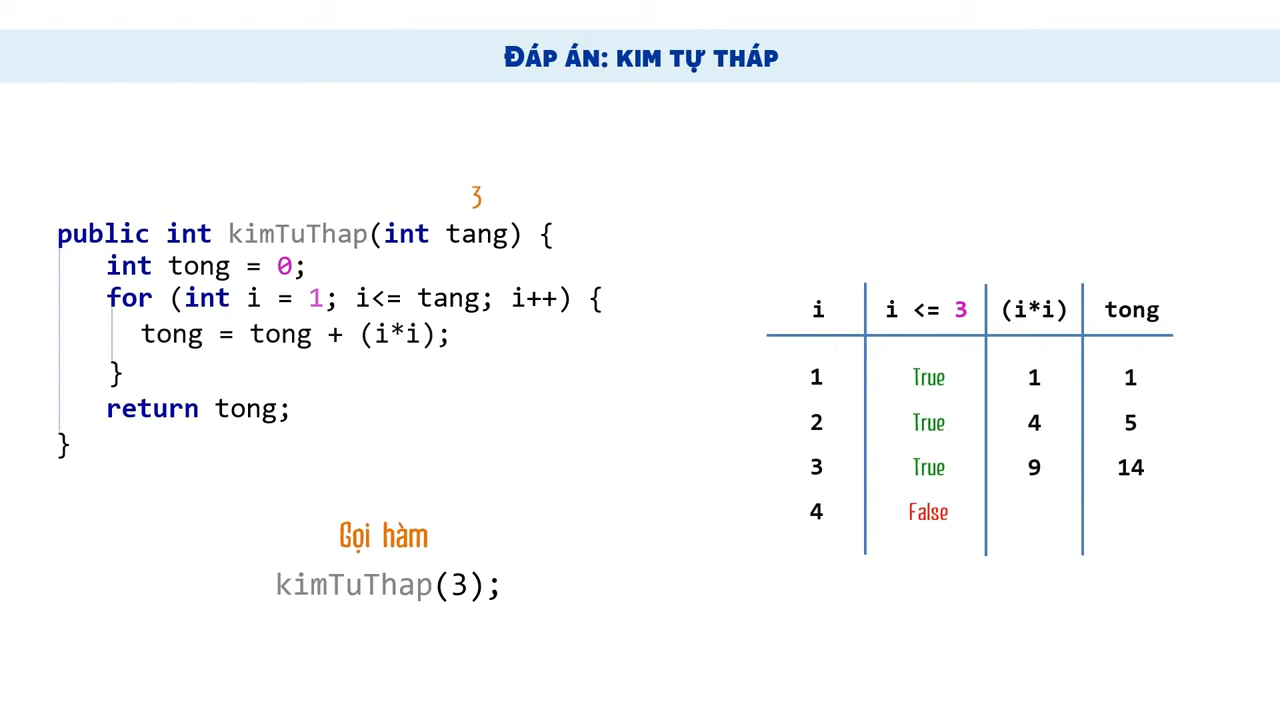 ĐÁP ÁN: KIM TỰ THÁP
3
public int kimTuThap(int tang) {
int tong = 0;
for (int i = 1; i<= tang; i++) {
tong = tong + (i*i);
}
return tong;
}
Gọi hàm
kimTuThap(3);
i i <= 3 (i*i) tong
1 True 1 1
2 True 4 5
3 True 9 14
4 False